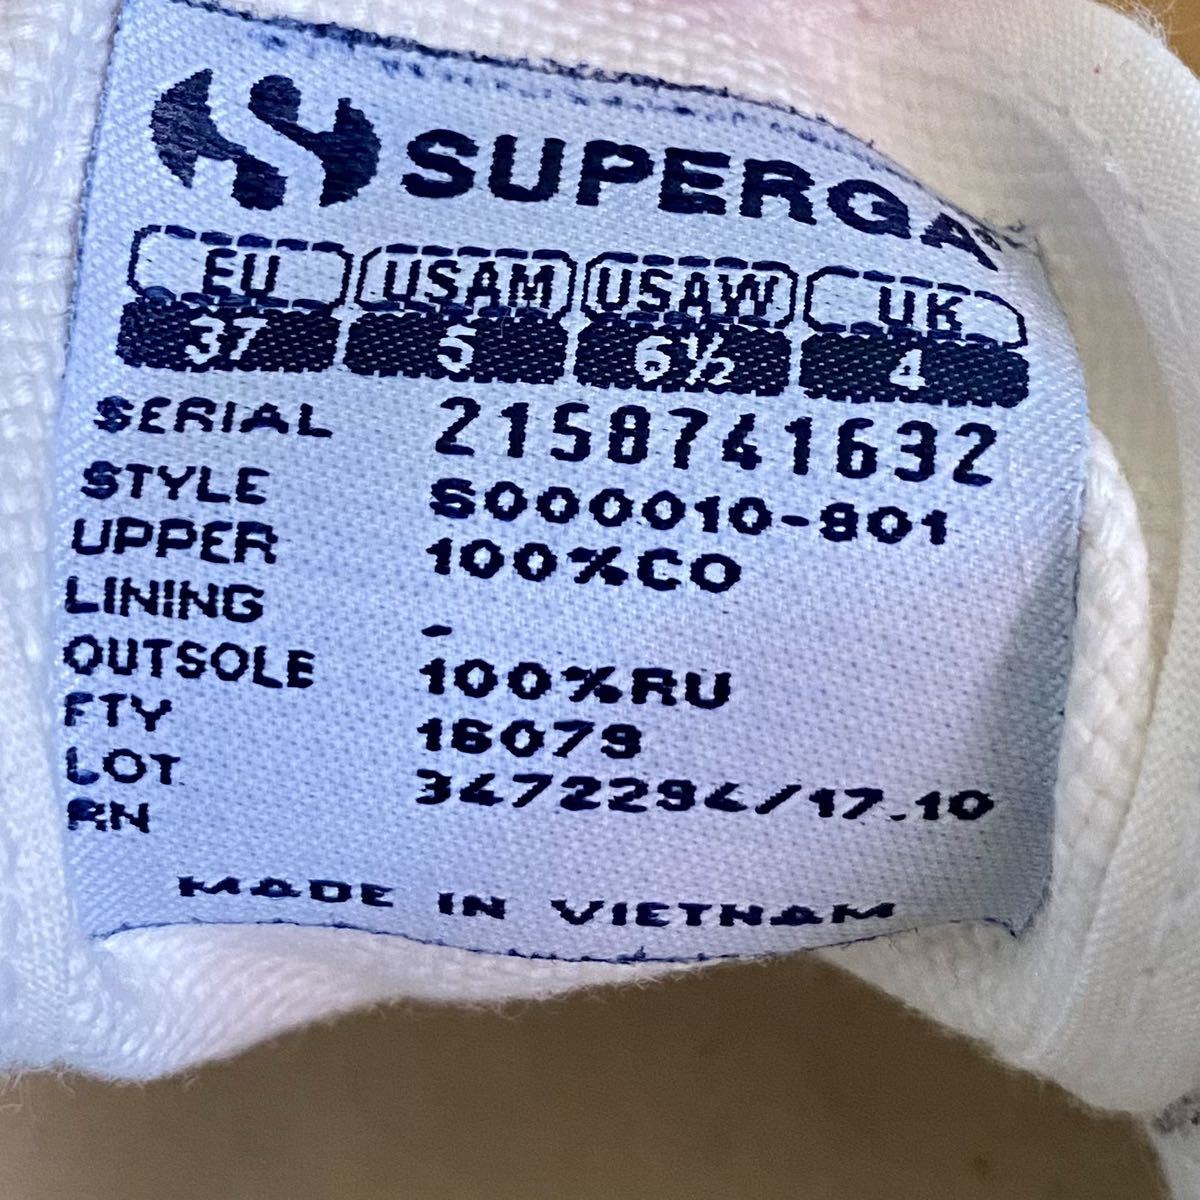 SUPERGA
EU USAM USAW UK
37 5 6½ 4
SERIAL 2158741632
STYLE S000010-901
UPPER 100%CO
LINING -
OUTSOLE 100%RU
FTY 16079
LOT 3472294/17.10
RN
MADE IN VIETNAM